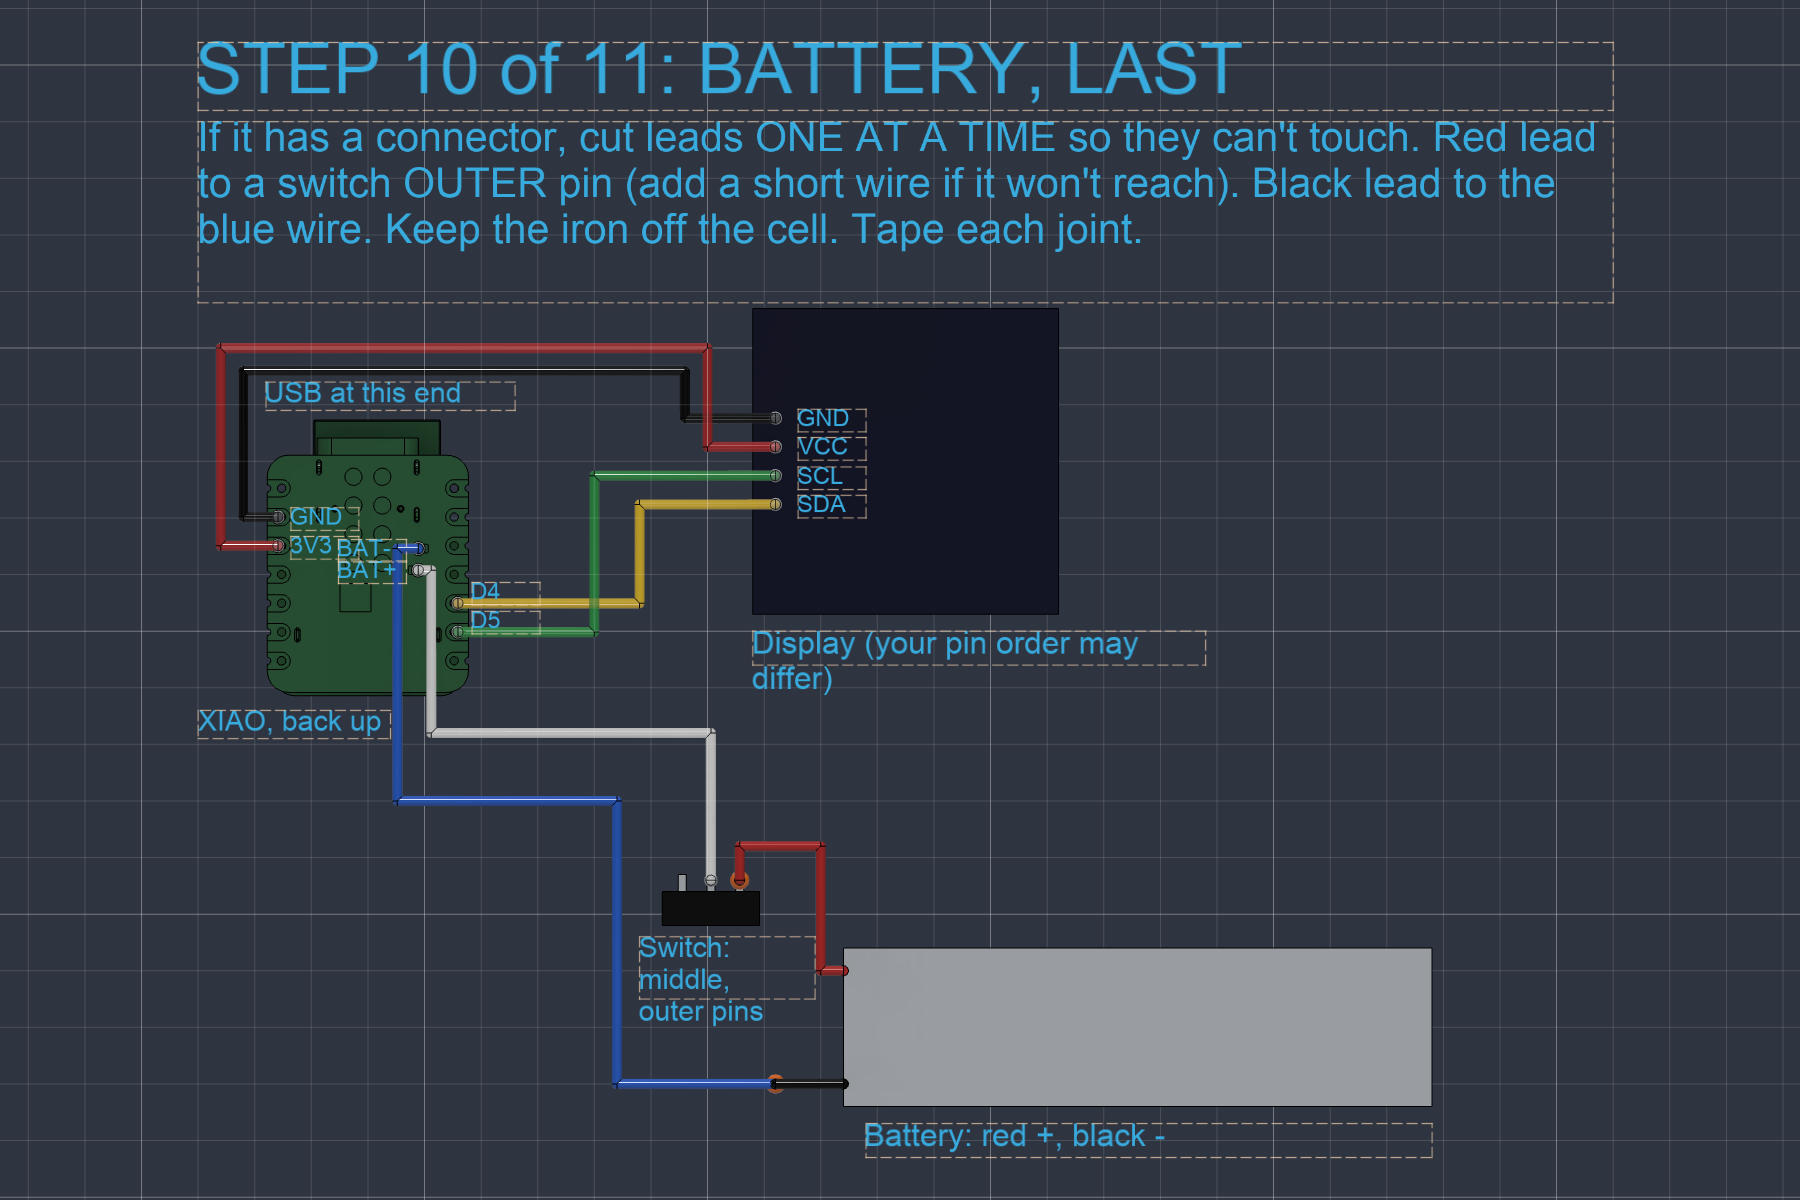 STEP 10 of 11: BATTERY, LAST
If it has a connector, cut leads ONE AT A TIME so they can't touch. Red lead
to a switch OUTER pin (add a short wire if it won't reach). Black lead to the
blue wire. Keep the iron off the cell. Tape each joint.
USB at this end
GND
VCC
SCL
SDA
GND
3V3
BAT-
BAT+
D4
D5
Display (your pin order may
differ)
XIAO, back up
Switch:
middle,
outer pins
Battery: red +, black -